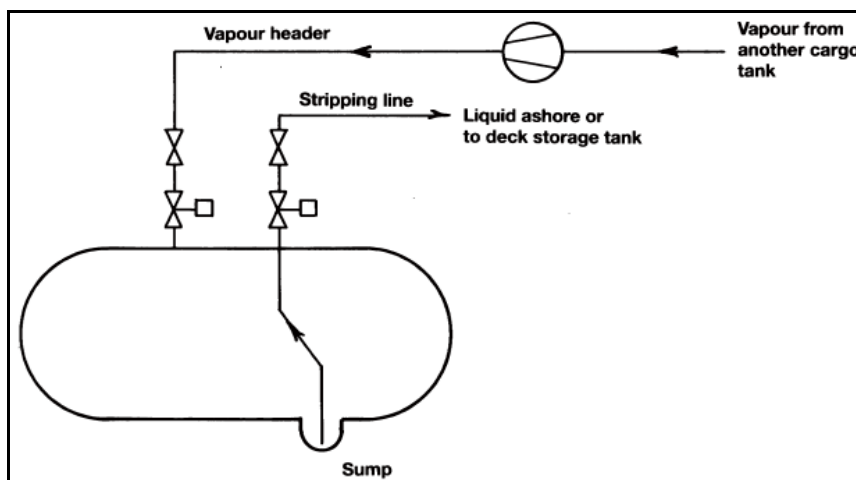 Vapour header
Vapour from
another cargo
tank
Stripping line
Liquid ashore or
to deck storage tank
Sump